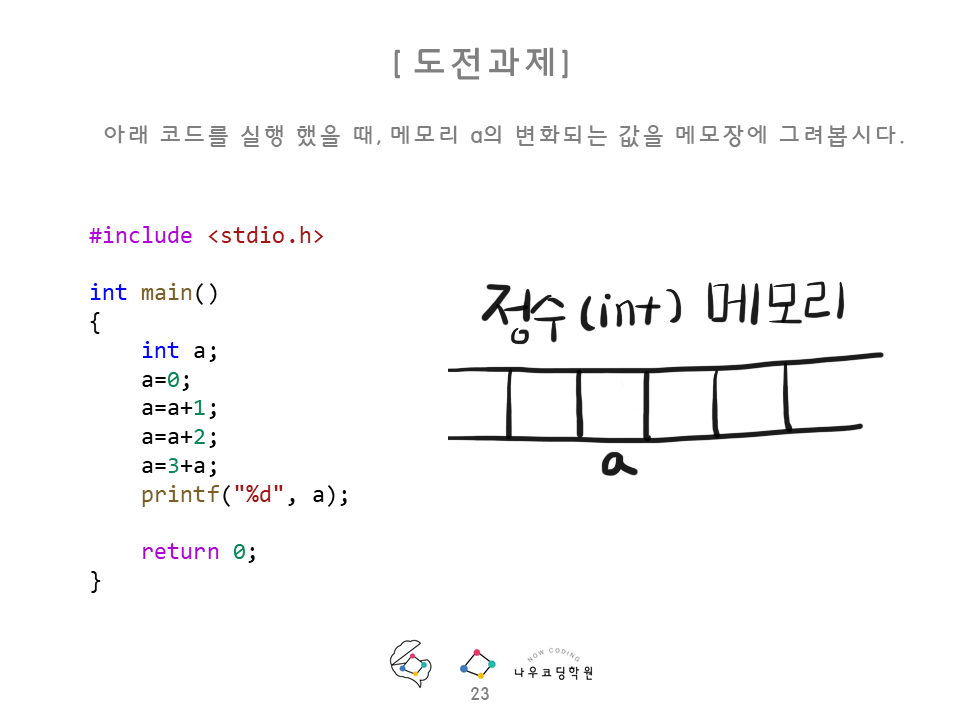 [ 도전과제]
아래 코드를 실행 했을 때, 메모리 a의 변화되는 값을 메모장에 그려봅시다.
#include <stdio.h>
int main()
{
    int a;
    a=0;
    a=a+1;
    a=a+2;
    a=3+a;
    printf("%d", a);
    return 0;
}
정수(int) 메모리
a
NOW CODING
나우코딩학원
23